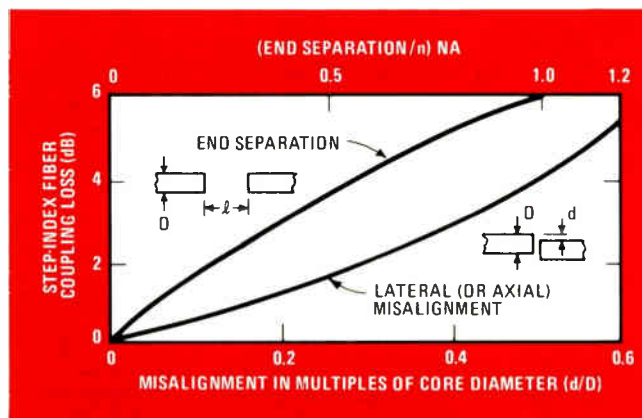 (END SEPARATION/n) NA
0 0.5 1.0 1.2
6
END SEPARATION
4
D
ℓ
D
d
STEP-INDEX FIBER
COUPLING LOSS (dB)
2
LATERAL (OR AXIAL)
MISALIGNMENT
0
0 0.2 0.4 0.6
MISALIGNMENT IN MULTIPLES OF CORE DIAMETER (d/D)